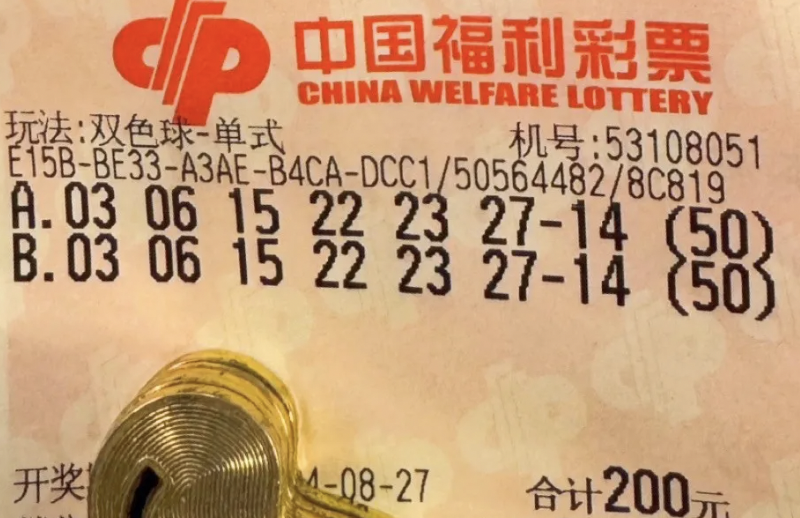 中国福利彩票
CHINA WELFARE LOTTERY
玩法:双色球-单式 机号:53108051
E15B-BE33-A3AE-B4CA-DCC1/50564482/8C819
A.03 06 15 22 23 27-14 (50)
B.03 06 15 22 23 27-14 (50)
开奖 4-08-27 合计200元